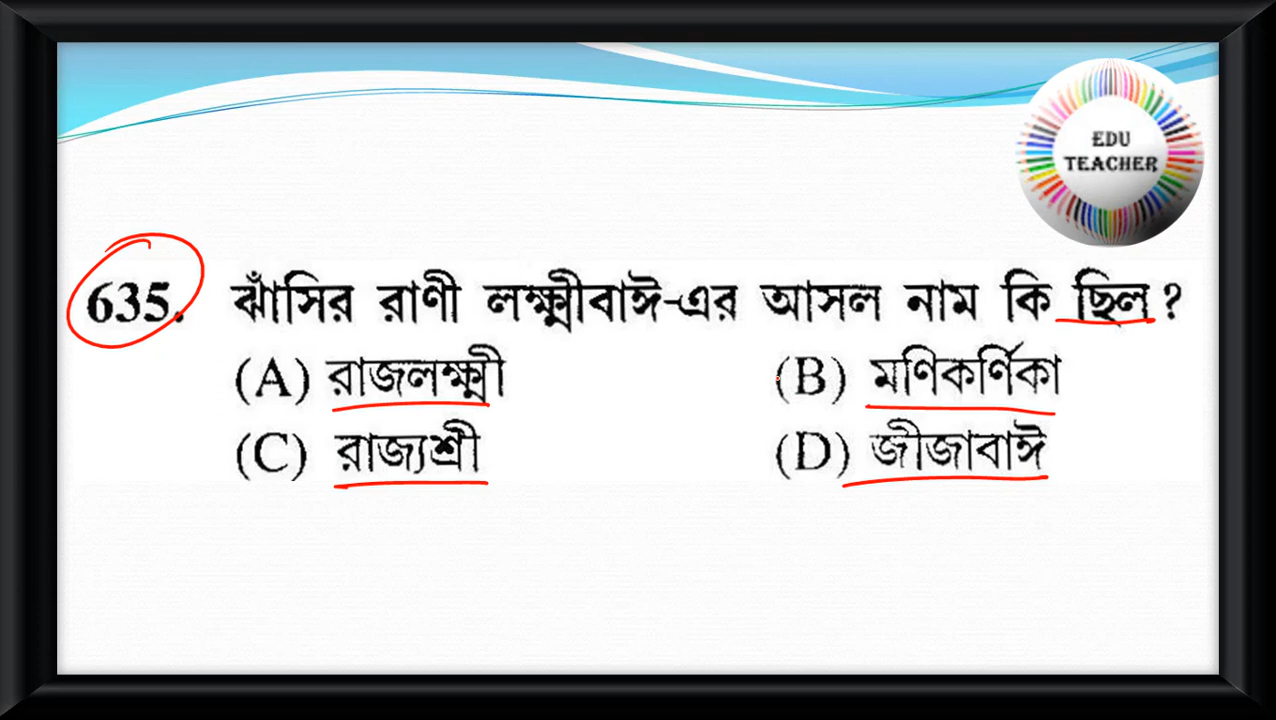 EDU
TEACHER
635. ঝাঁসির রাণী লক্ষ্মীবাঈ-এর আসল নাম কি ছিল ?
(A) রাজলক্ষ্মী (B) মণিকর্ণিকা
(C) রাজ্যশ্রী (D) জীজাবাঈ